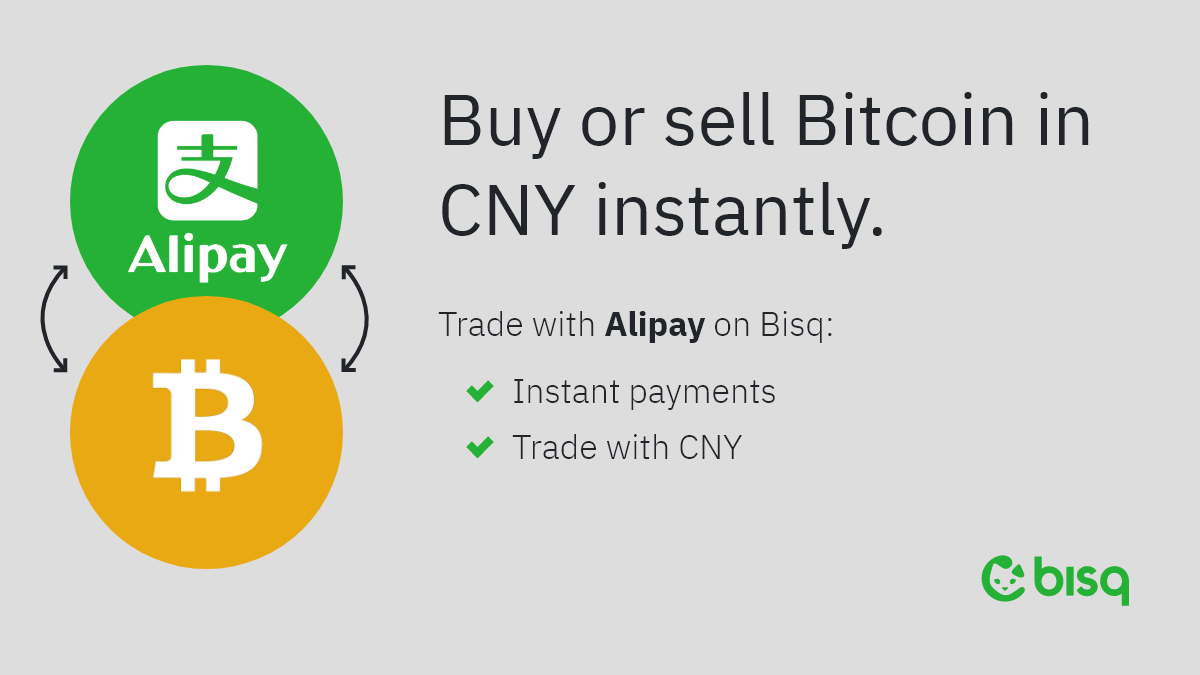 支
Alipay
Buy or sell Bitcoin in
CNY instantly.
Trade with Alipay on Bisq:
Instant payments
Trade with CNY
bisq